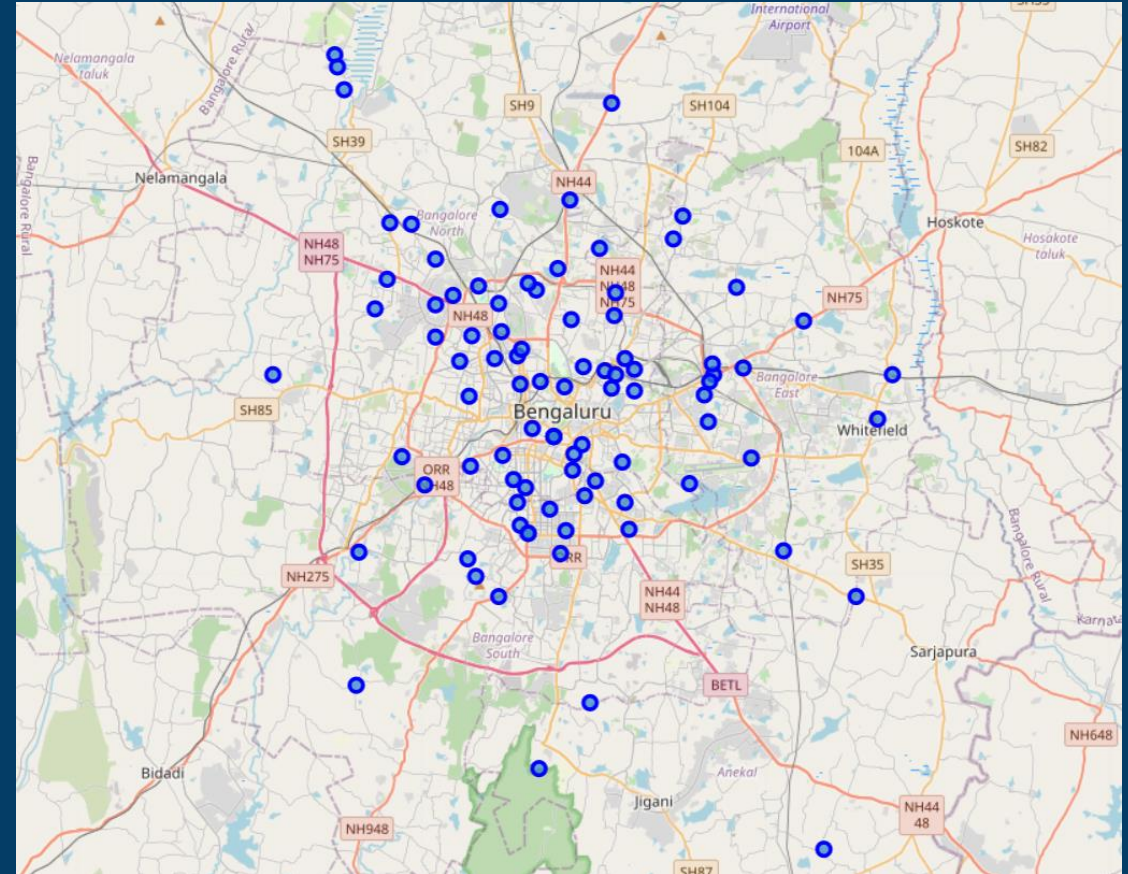 International
Airport
Nelamangala
taluk
Bangalore Rural
SH9
SH104
SH39
104A
SH82
Nelamangala
NH44
Bangalore Rural
Bangalore
North
Hoskote
NH48
NH75
Hosakote
taluk
NH44
NH48
NH75
NH75
NH48
Bangalore
East
SH85
Bengaluru
Whitefield
ORR
NH275
SH35
Bangalore Rural
NH44
NH48
Bangalore
South
Sarjapura
BETL
NH648
Bidadi
Anekal
Jigani
NH948
NH44
48
SH87